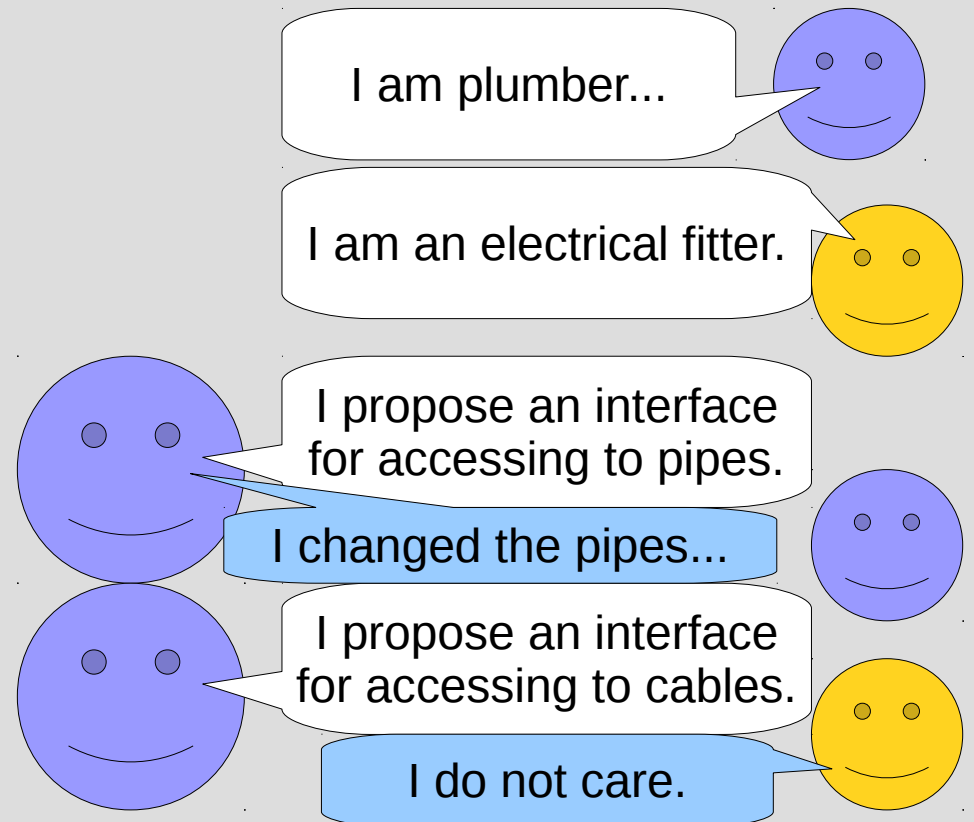 I am plumber...
I am an electrical fitter.
I propose an interface
for accessing to pipes.
I changed the pipes...
I propose an interface
for accessing to cables.
I do not care.